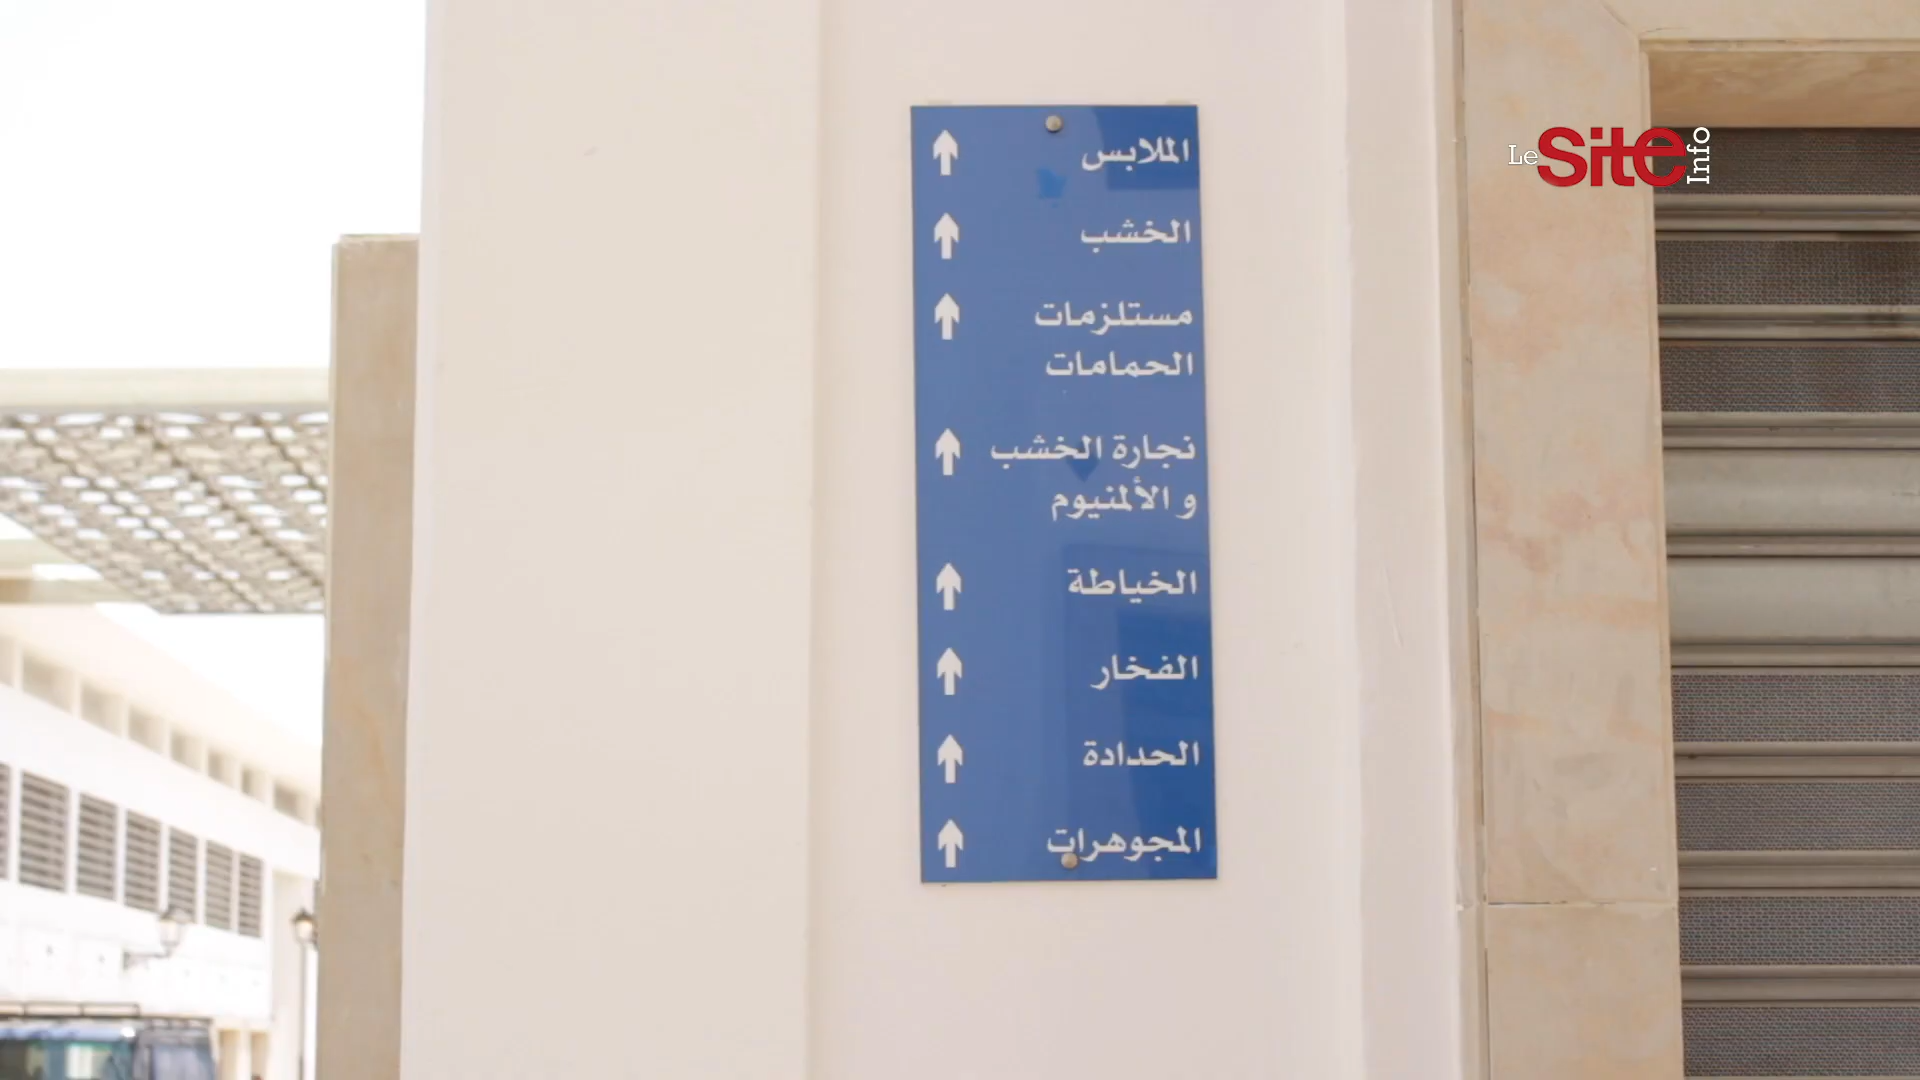 Le Site Info
الملابس
الخشب
مستلزمات
الحمامات
نجارة الخشب
و الألمنيوم
الخياطة
الفخار
الحدادة
المجوهرات